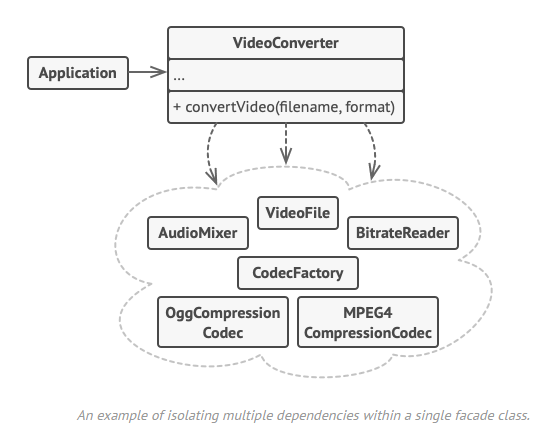 VideoConverter
Application
...
+ convertVideo(filename, format)
VideoFile
AudioMixer
BitrateReader
CodecFactory
OggCompression
Codec
MPEG4
CompressionCodec
An example of isolating multiple dependencies within a single facade class.